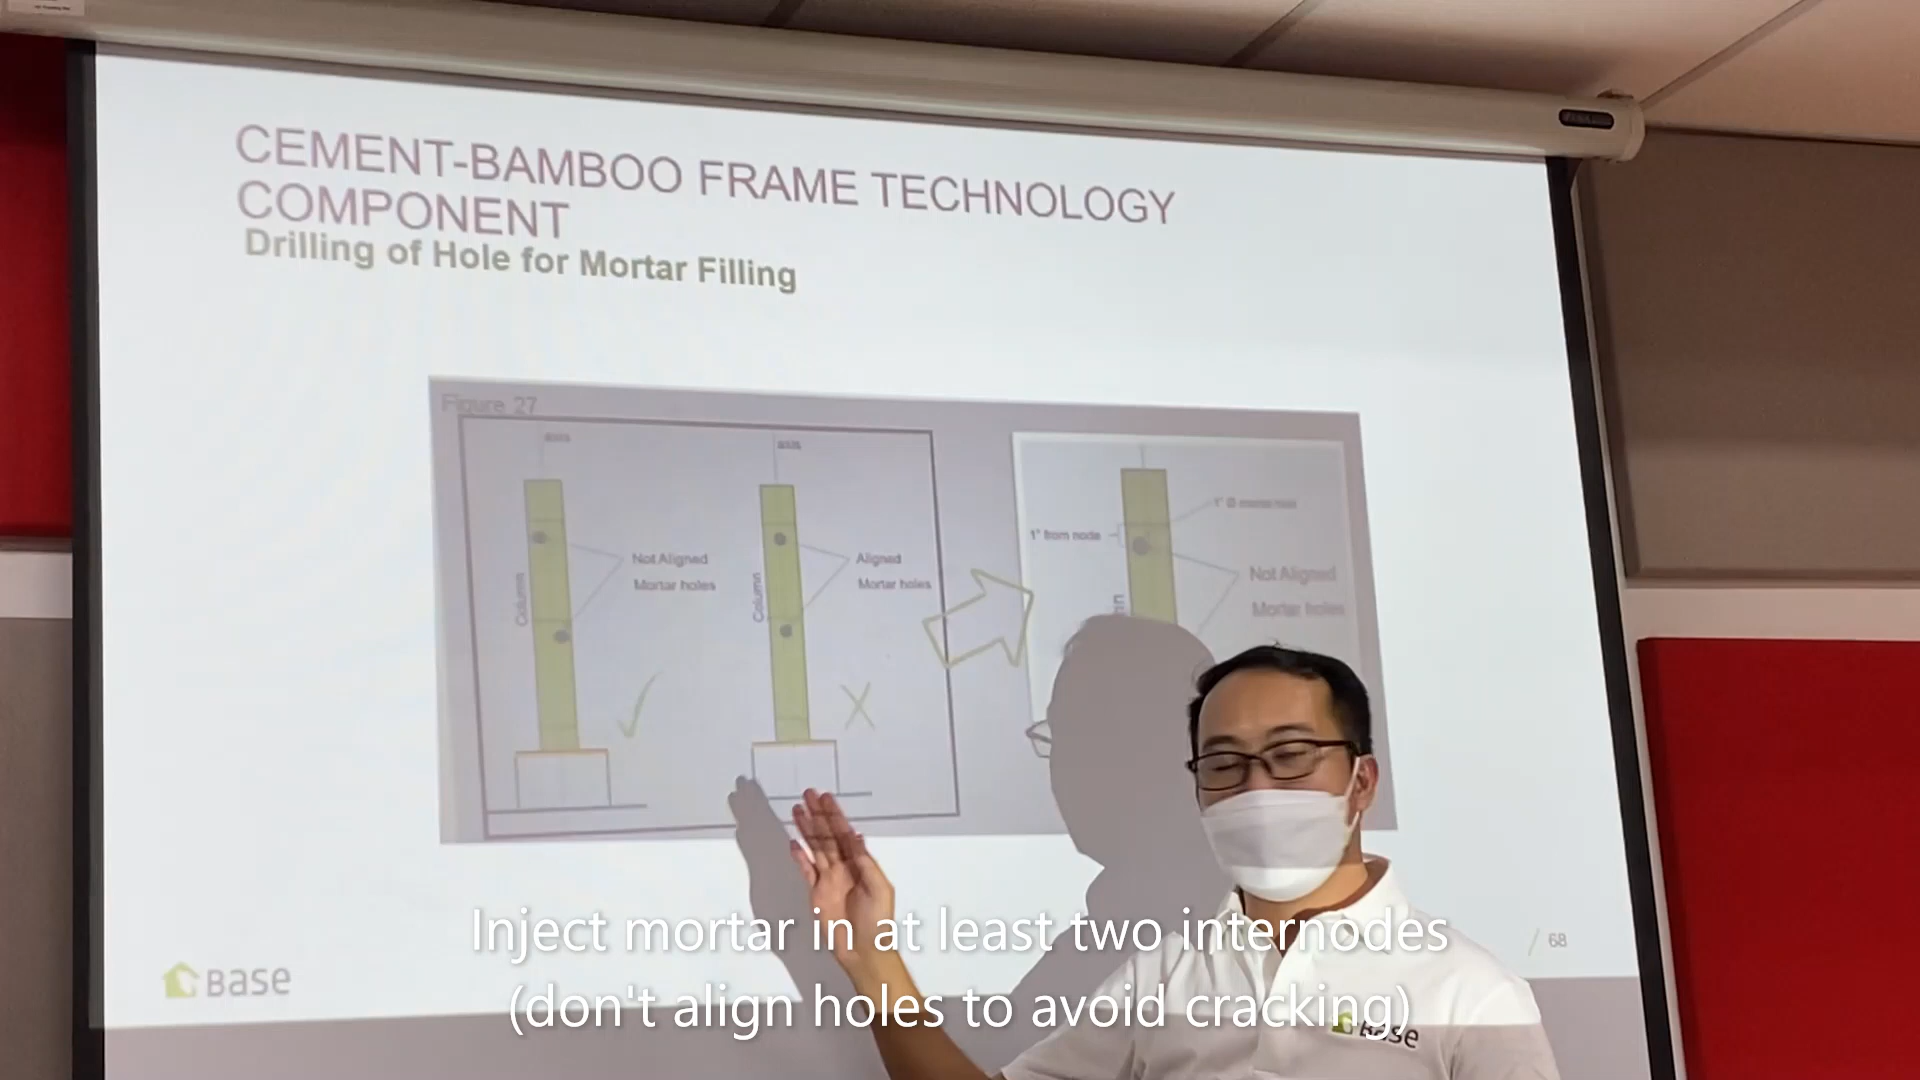 CEMENT-BAMBOO FRAME TECHNOLOGY
COMPONENT
Drilling of Hole for Mortar Filling
Figure 27
axis
axis
Not Aligned
Mortar holes
Column
Aligned
Mortar holes
Column
1" from node
Not Aligned
Mortar holes
Inject mortar in at least two internodes
(don't align holes to avoid cracking)
68
BASE
BASE